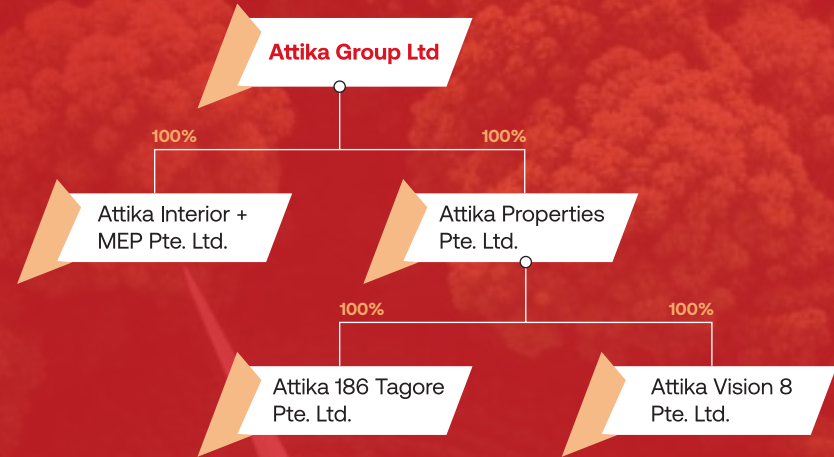 Attika Group Ltd
100%
100%
Attika Interior +
MEP Pte. Ltd.
Attika Properties
Pte. Ltd.
100%
100%
Attika 186 Tagore
Pte. Ltd.
Attika Vision 8
Pte. Ltd.